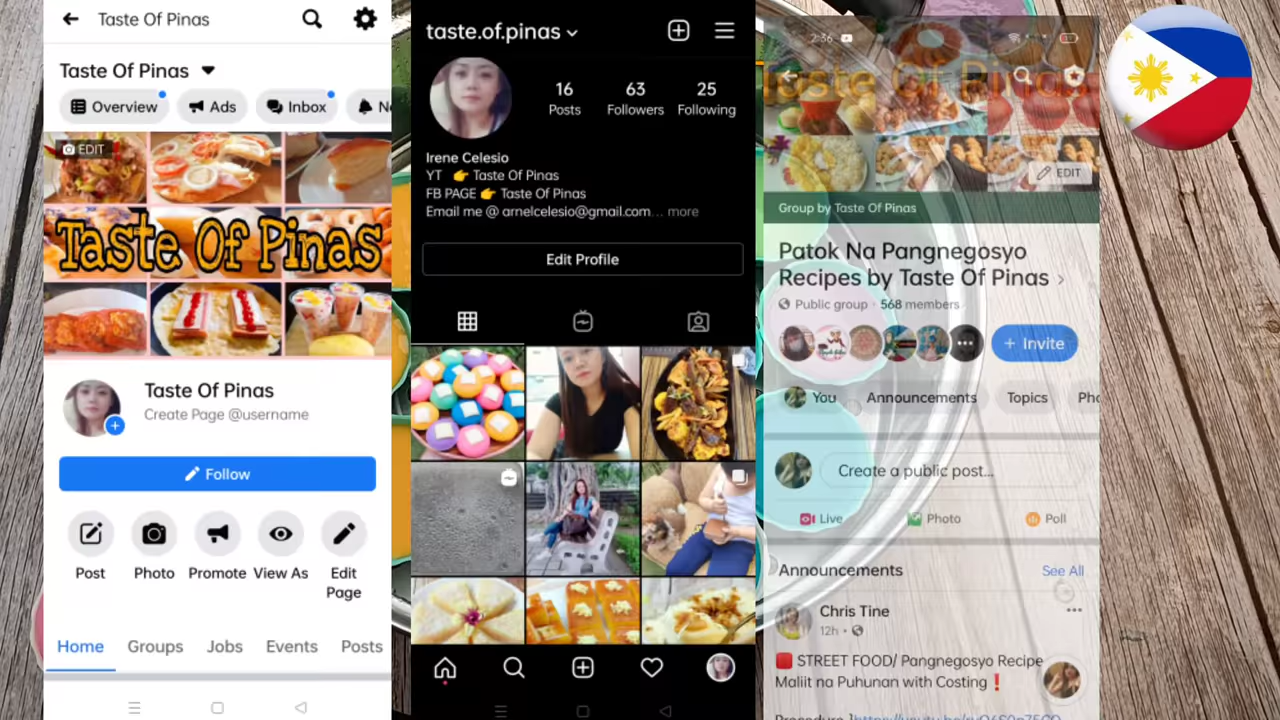 Taste Of Pinas
Taste Of Pinas
Overview
Ads
Inbox
EDIT
Taste Of Pinas
Taste Of Pinas
Create Page @username
Follow
Post
Photo
Promote
View As
Edit Page
Home
Groups
Jobs
Events
Posts
taste.of.pinas
16
Posts
63
Followers
25
Following
Irene Celesio
YT 👉 Taste Of Pinas
FB PAGE 👉 Taste Of Pinas
Email me @ arnelcelesio@gmail.com... more
Edit Profile
2:36
Taste Of Pinas
EDIT
Group by Taste Of Pinas
Patok Na Pangnegosyo
Recipes by Taste Of Pinas >
Public group · 568 members
+ Invite
You
Announcements
Topics
Create a public post...
Live
Photo
Poll
Announcements
See All
Chris Tine
12h
STREET FOOD/ Pangnegosyo Recipe
Maliit na Puhunan with Costing❗